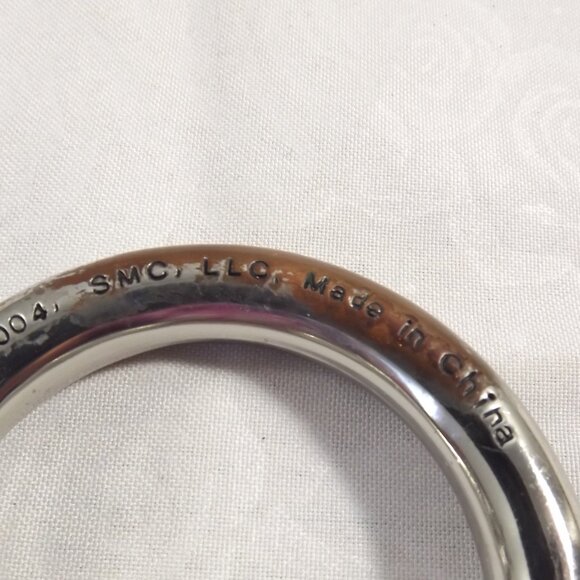 004, SMC, LLC, Made in china